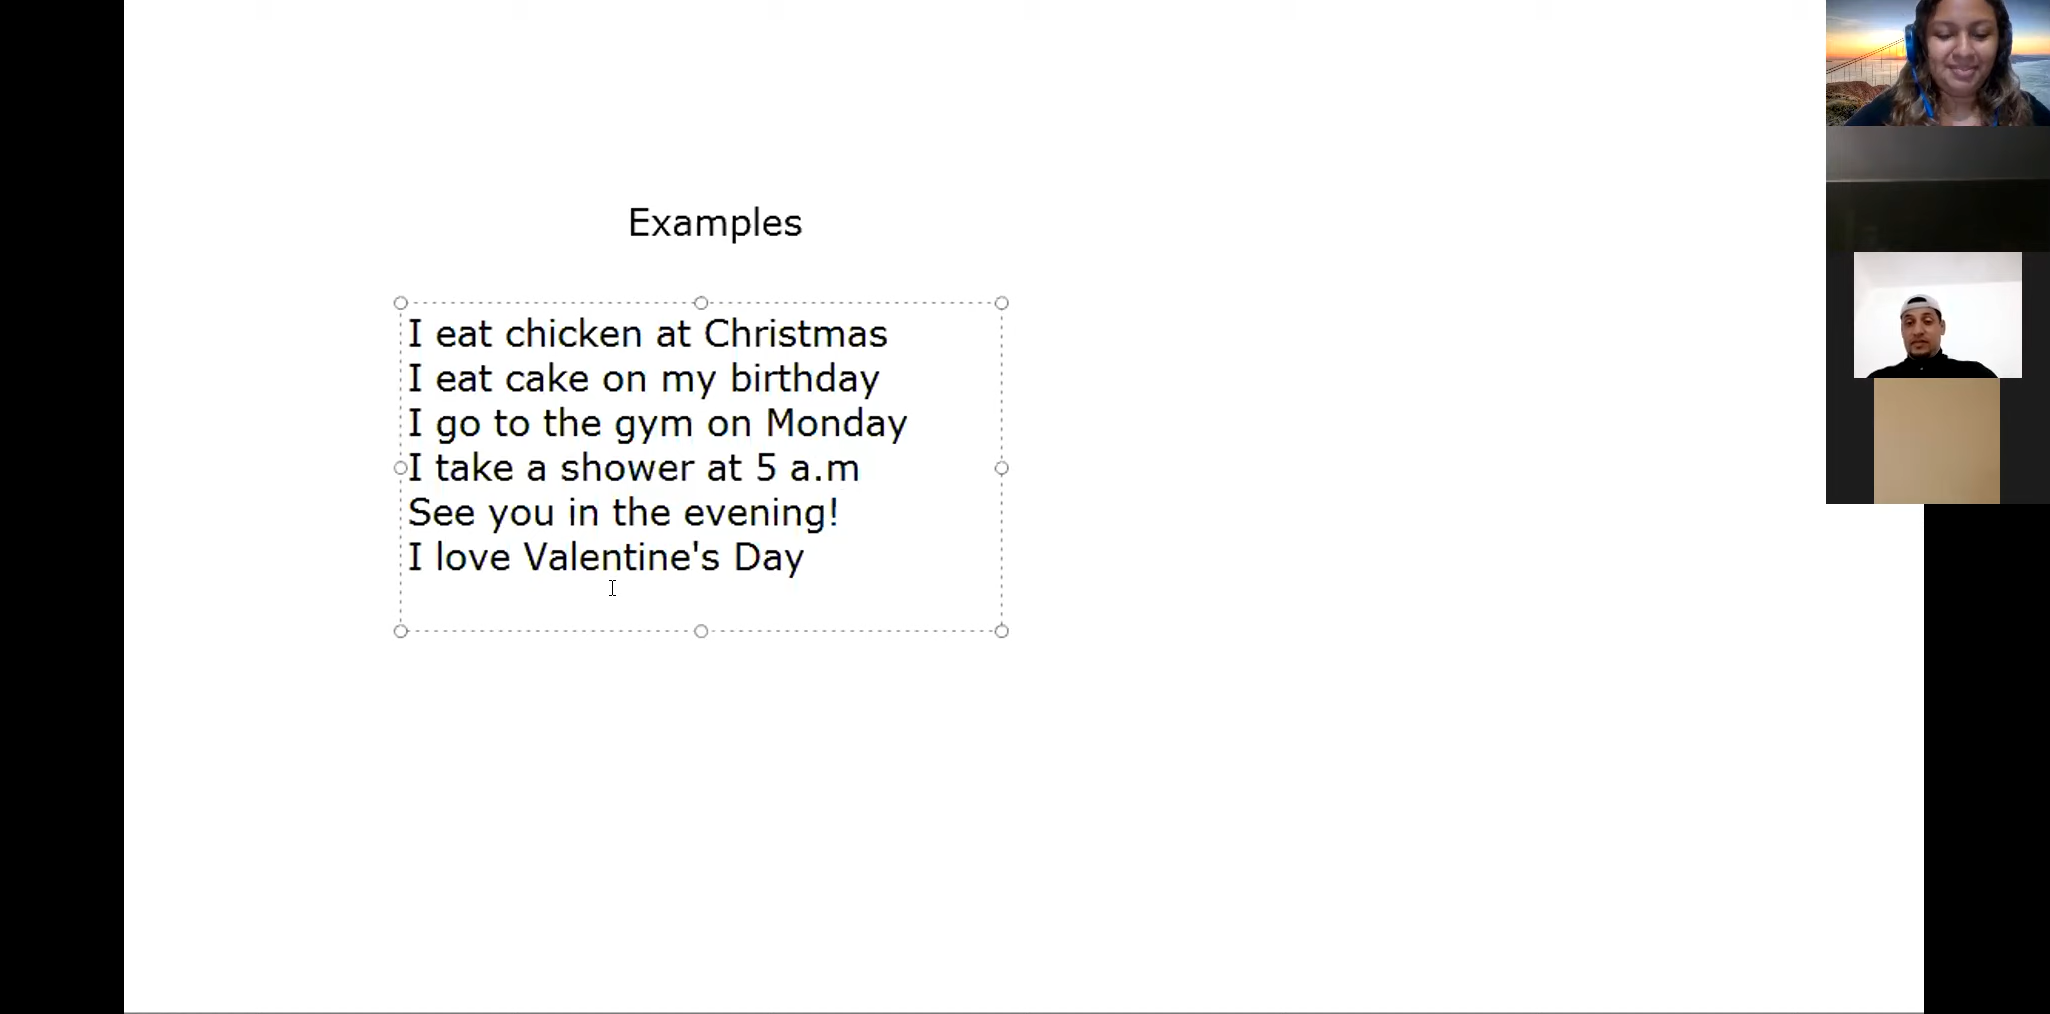 Examples
I eat chicken at Christmas
I eat cake on my birthday
I go to the gym on Monday
I take a shower at 5 a.m
See you in the evening!
I love Valentine's Day